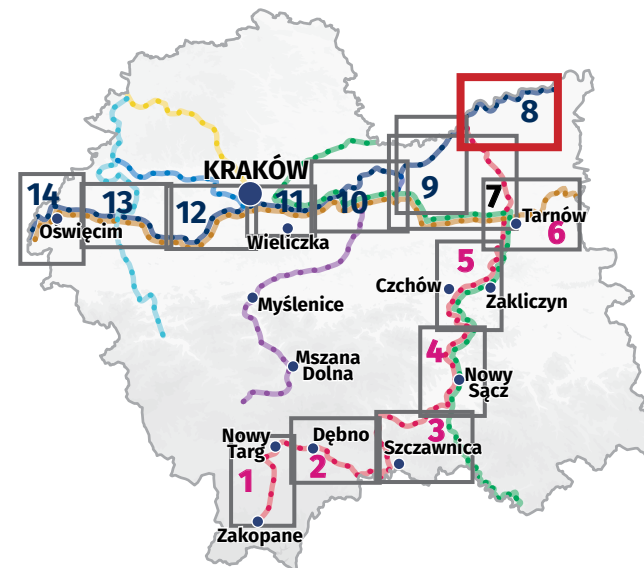 8
KRAKÓW
14
13
12
11
10
9
7
Oświęcim
Wieliczka
Tarnów
6
5
Czchów
Zakliczyn
Myślenice
4
Mszana
Dolna
Nowy
Sącz
3
Nowy
Targ
Dębno
Szczawnica
1
2
Zakopane